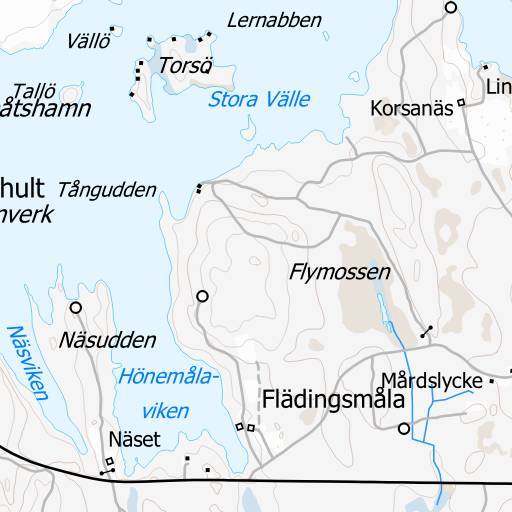 Lernabben
Vällö
Torsö
Lin
Tallö
Stora Välle
båtshamn
Korsanäs
hult
Tångudden
nverk
Flymossen
Näsudden
Näsviken
Hönemåla-
viken
Mårdslycke
Flädingsmåla
Näset